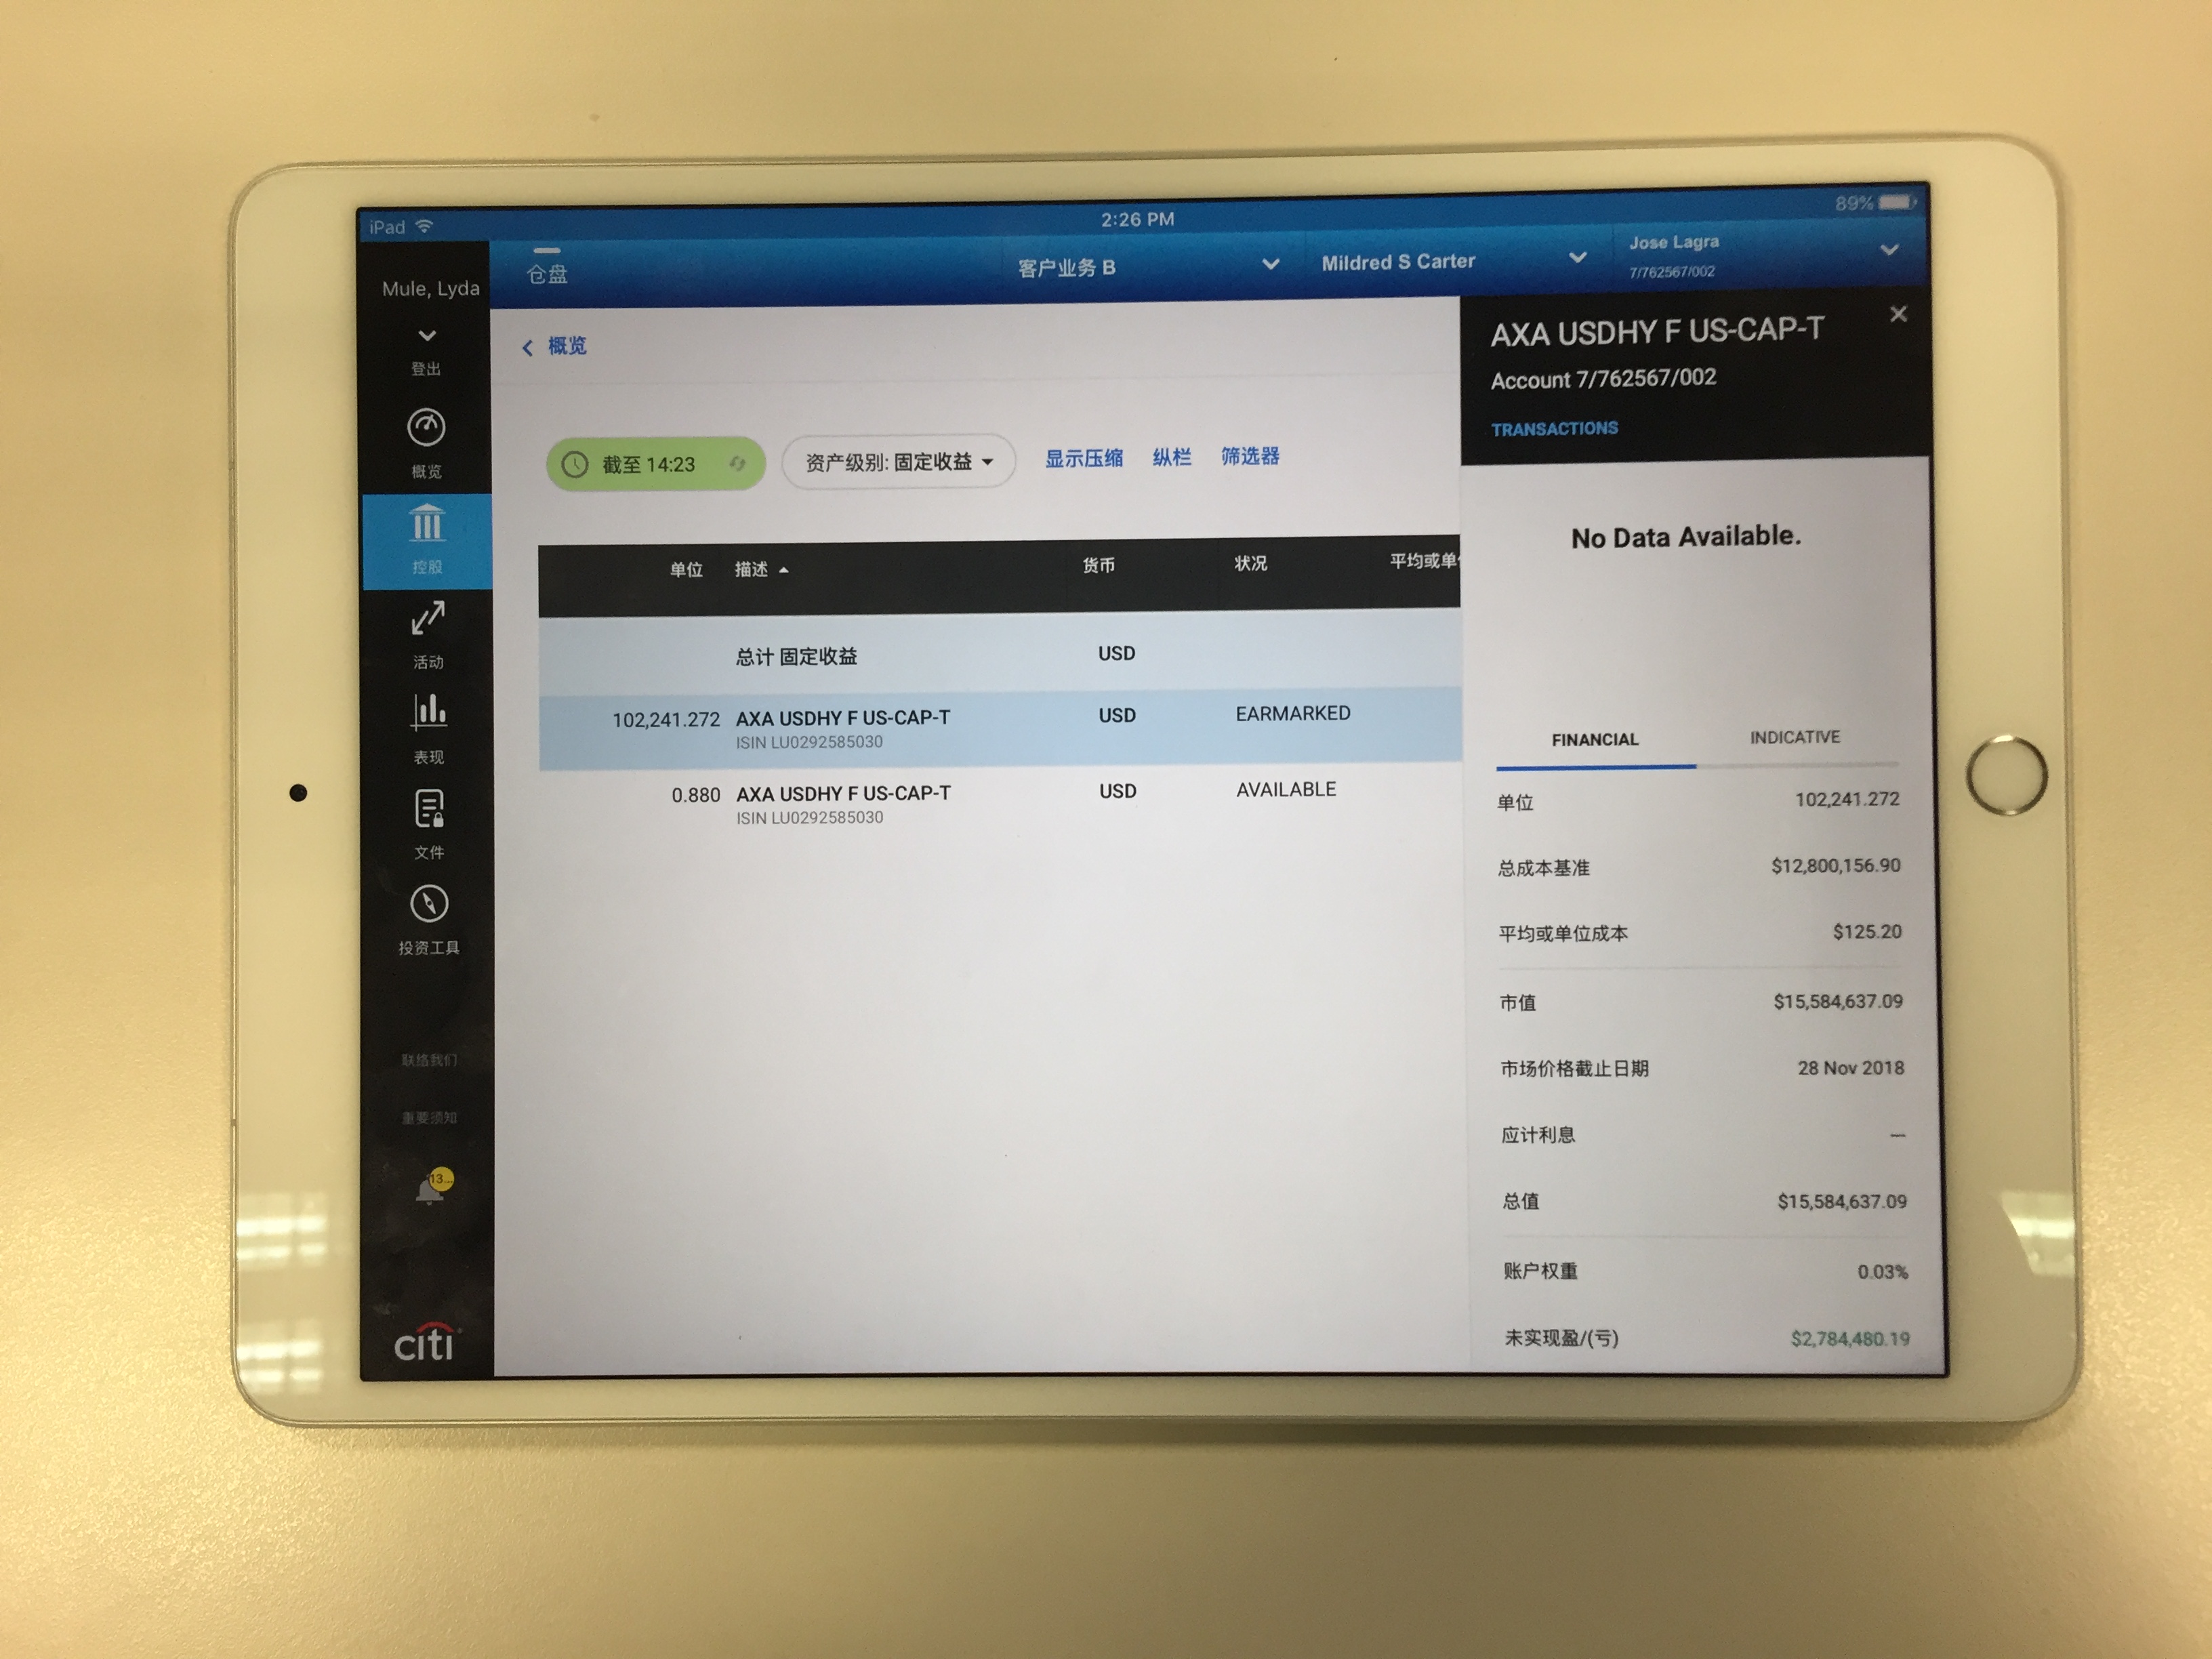 iPad
2:26 PM
89%
Mule, Lyda
登出
概览
控股
活动
表现
文件
投资工具
联络我们
重要须知
13...
citi
仓盘
客户业务 B
Mildred S Carter
Jose Lagra
7/762567/002
概览
截至 14:23
资产级别: 固定收益
显示压缩
纵栏
筛选器
单位 描述 货币 状况 平均或单
总计 固定收益 USD
102,241.272 AXA USDHY F US-CAP-T USD EARMARKED
ISIN LU0292585030
0.880 AXA USDHY F US-CAP-T USD AVAILABLE
ISIN LU0292585030
AXA USDHY F US-CAP-T
Account 7/762567/002
TRANSACTIONS
No Data Available.
FINANCIAL INDICATIVE
单位 102,241.272
总成本基准 $12,800,156.90
平均或单位成本 $125.20
市值 $15,584,637.09
市场价格截止日期 28 Nov 2018
应计利息 —
总值 $15,584,637.09
账户权重 0.03%
未实现盈/(亏) $2,784,480.19